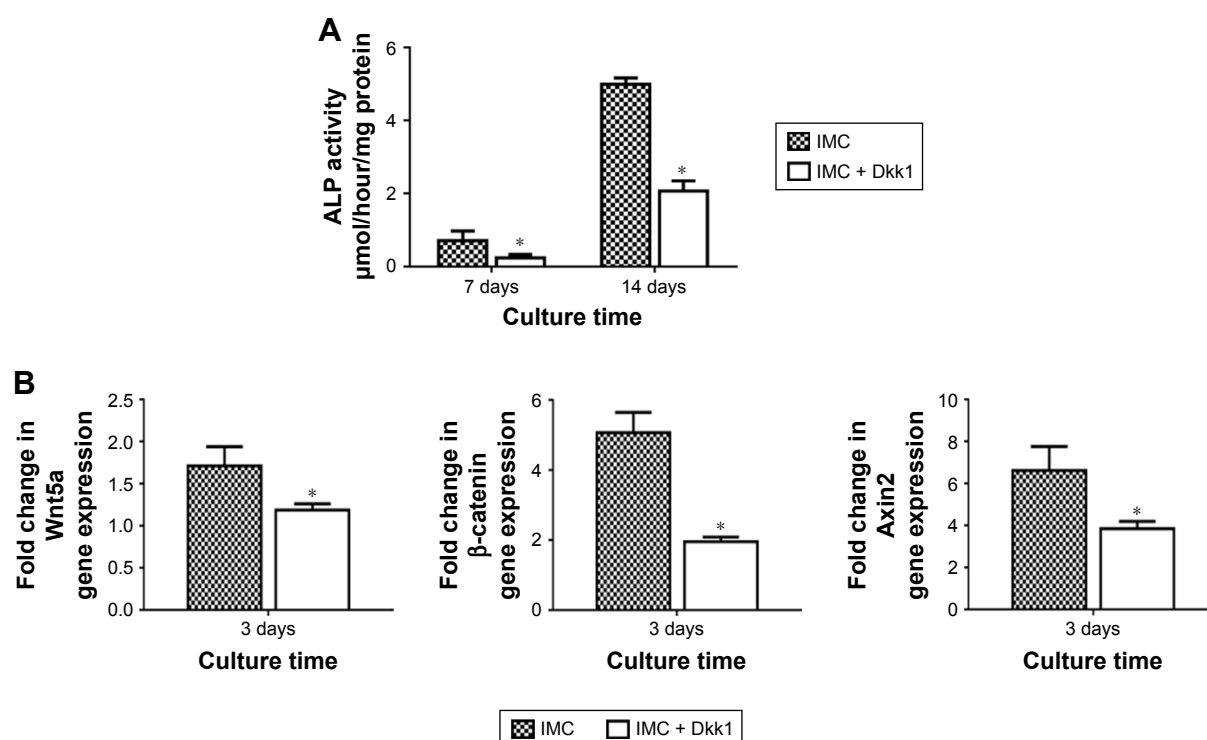 A
ALP activity
µmol/hour/mg protein
6
4
2
0
*
*
7 days
14 days
Culture time
IMC
IMC + Dkk1
B
Fold change in
Wnt5a
gene expression
2.5
2.0
1.5
1.0
0.5
0.0
*
3 days
Culture time
Fold change in
β-catenin
gene expression
6
4
2
0
*
3 days
Culture time
Fold change in
Axin2
gene expression
10
8
6
4
2
0
*
3 days
Culture time
IMC IMC + Dkk1